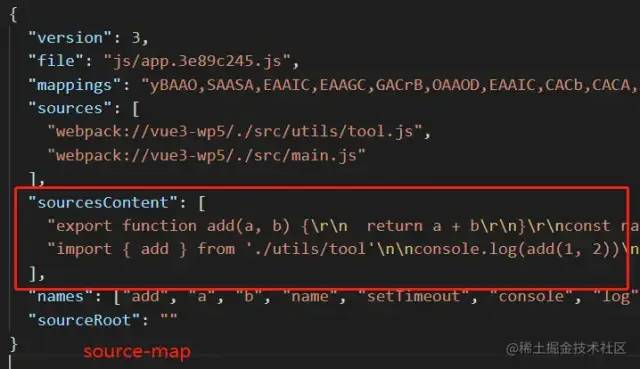 {
"version": 3,
"file": "js/app.3e89c245.js",
"mappings": "yBAAO,SAASA,EAAIC,EAAGC,GACrB,OAAOD,EAAIC,CACb,CACA,
"sources": [
"webpack://vue3-wp5/./src/utils/tool.js",
"webpack://vue3-wp5/./src/main.js"
],
"sourcesContent": [
"export function add(a, b) {\r\n  return a + b\r\n}\r\nconst na
"import { add } from './utils/tool'\n\nconsole.log(add(1, 2))\n
],
"names": ["add", "a", "b", "name", "setTimeout", "console", "log"
"sourceRoot": ""
}
source-map
@稀土掘金技术社区